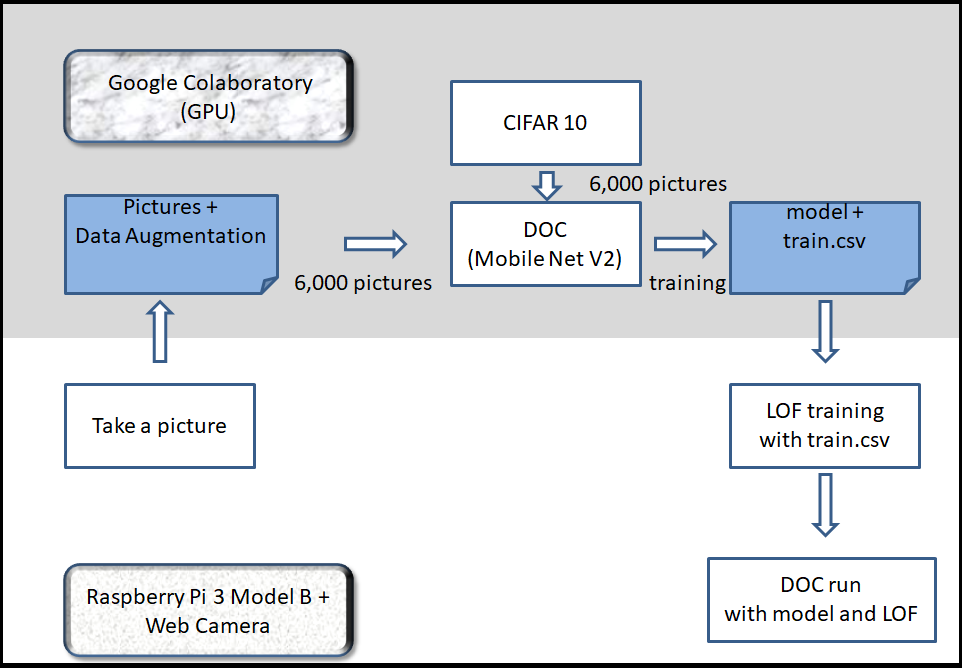 Google Colaboratory
(GPU)
CIFAR 10
6,000 pictures
Pictures +
Data Augmentation
6,000 pictures
DOC
(Mobile Net V2)
training
model +
train.csv
Take a picture
LOF training
with train.csv
Raspberry Pi 3 Model B +
Web Camera
DOC run
with model and LOF